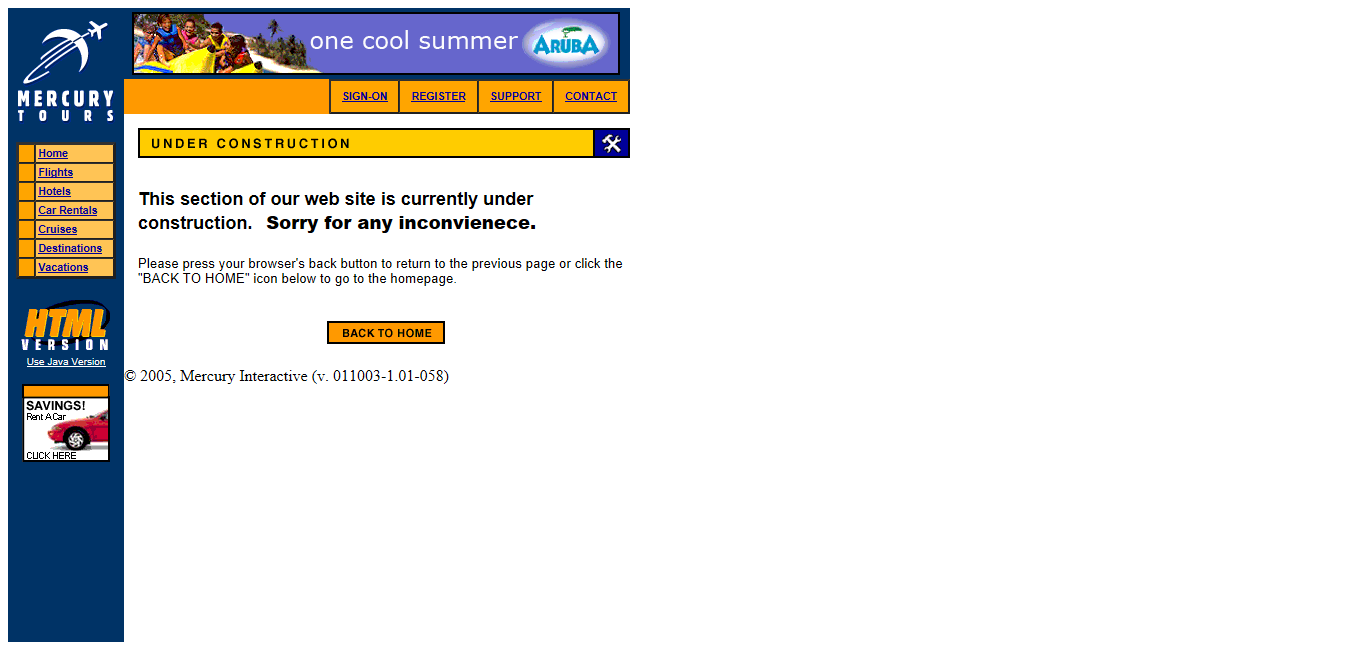 one cool summer ARUBA
MERCURY
TOURS
SIGN-ON REGISTER SUPPORT CONTACT
UNDER CONSTRUCTION
Home
Flights
Hotels
Car Rentals
Cruises
Destinations
Vacations
This section of our web site is currently under
construction. Sorry for any inconvienece.
Please press your browser's back button to return to the previous page or click the
"BACK TO HOME" icon below to go to the homepage.
BACK TO HOME
HTML
VERSION
Use Java Version
© 2005, Mercury Interactive (v. 011003-1.01-058)
SAVINGS!
Rent A Car
CLICK HERE